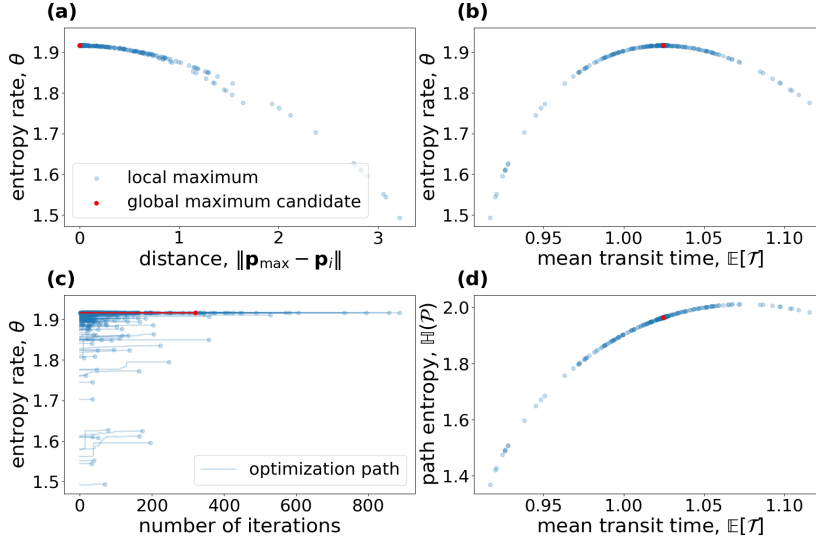 (a)
entropy rate, θ
1.9
1.8
1.7
1.6
1.5
local maximum
global maximum candidate
0
1
2
3
distance, ‖p_max − p_i‖
(b)
entropy rate, θ
1.9
1.8
1.7
1.6
1.5
0.95
1.00
1.05
1.10
mean transit time, 𝔼[𝒯]
(c)
entropy rate, θ
1.9
1.8
1.7
1.6
1.5
optimization path
0
200
400
600
800
number of iterations
(d)
path entropy, ℍ(𝒫)
2.0
1.8
1.6
1.4
0.95
1.00
1.05
1.10
mean transit time, 𝔼[𝒯]